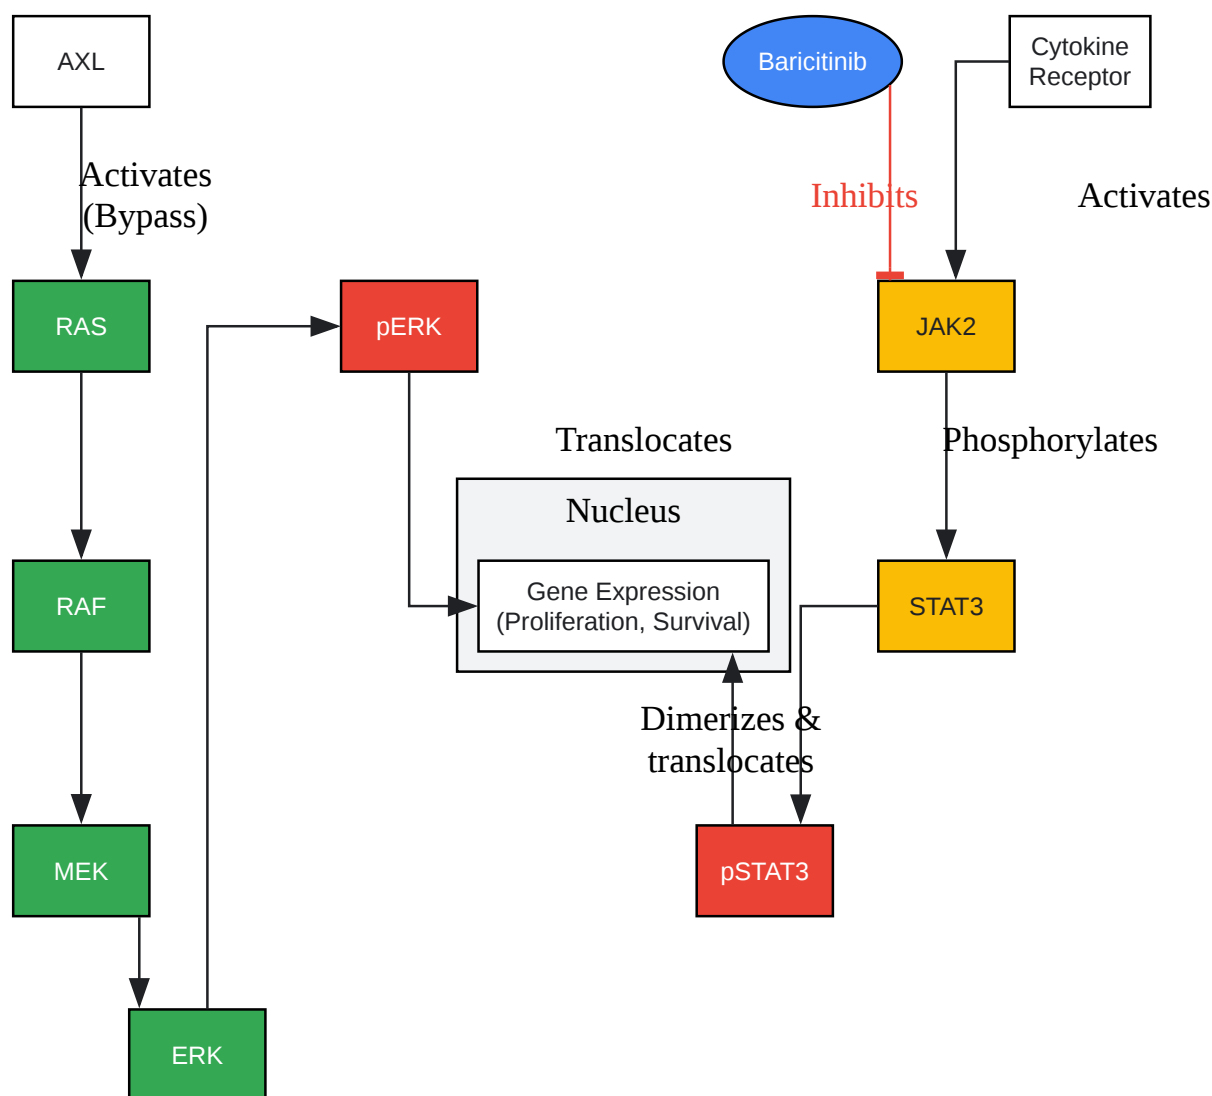 AXL
Baricitinib
Cytokine
Receptor
Activates
(Bypass)
Inhibits
Activates
RAS
pERK
JAK2
Translocates
Phosphorylates
Nucleus
RAF
Gene Expression
(Proliferation, Survival)
STAT3
Dimerizes &
translocates
MEK
pSTAT3
ERK